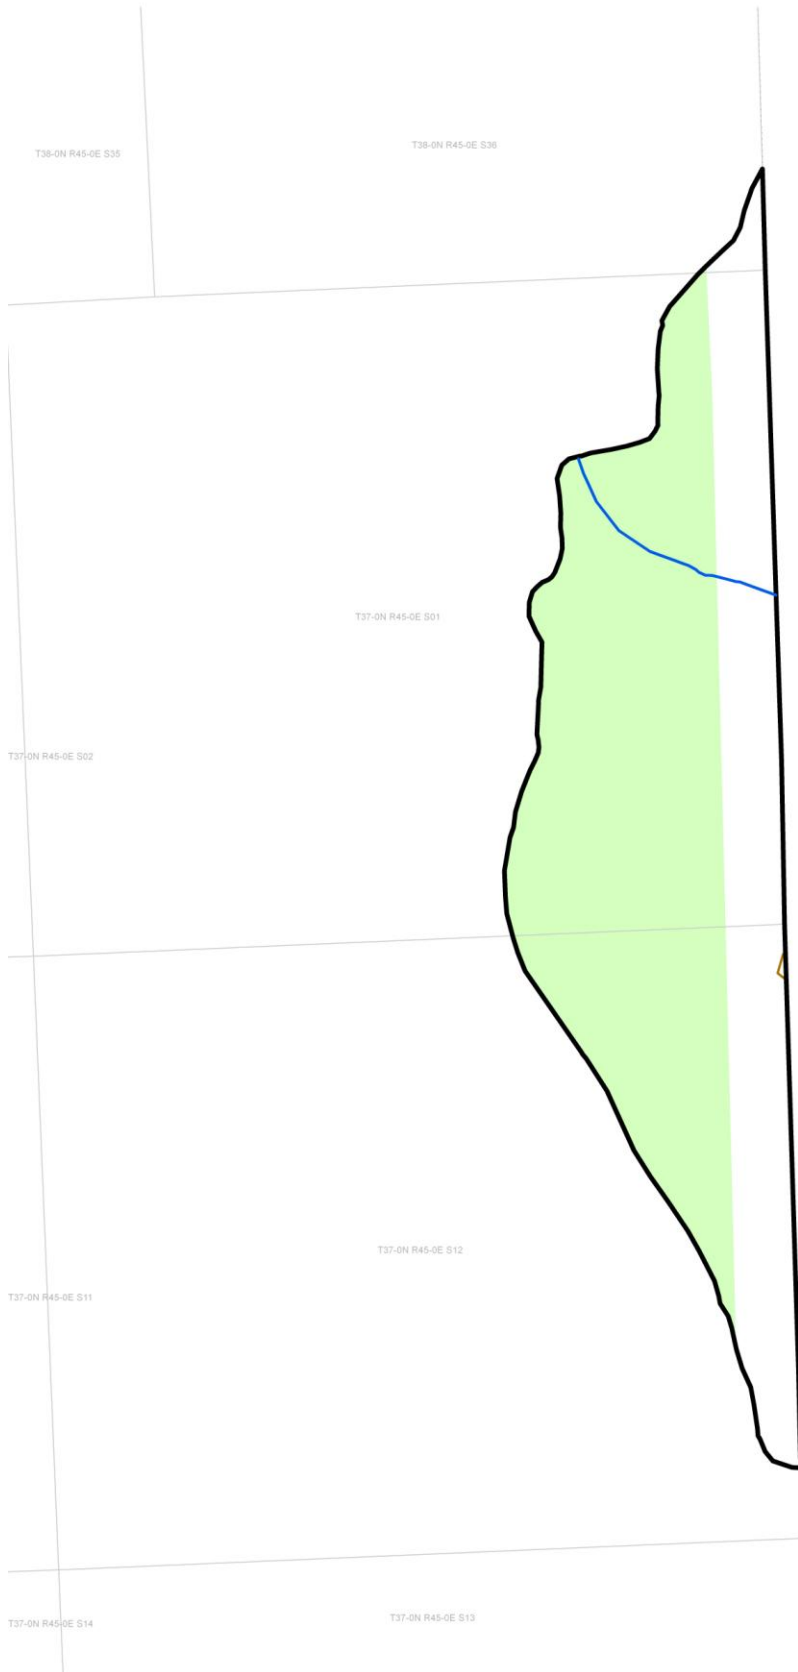 T38-0N R45-0E S35
T38-0N R45-0E S36
T37-0N R45-0E S01
T37-0N R45-0E S02
T37-0N R45-0E S12
T37-0N R45-0E S11
T37-0N R45-0E S14
T37-0N R45-0E S13